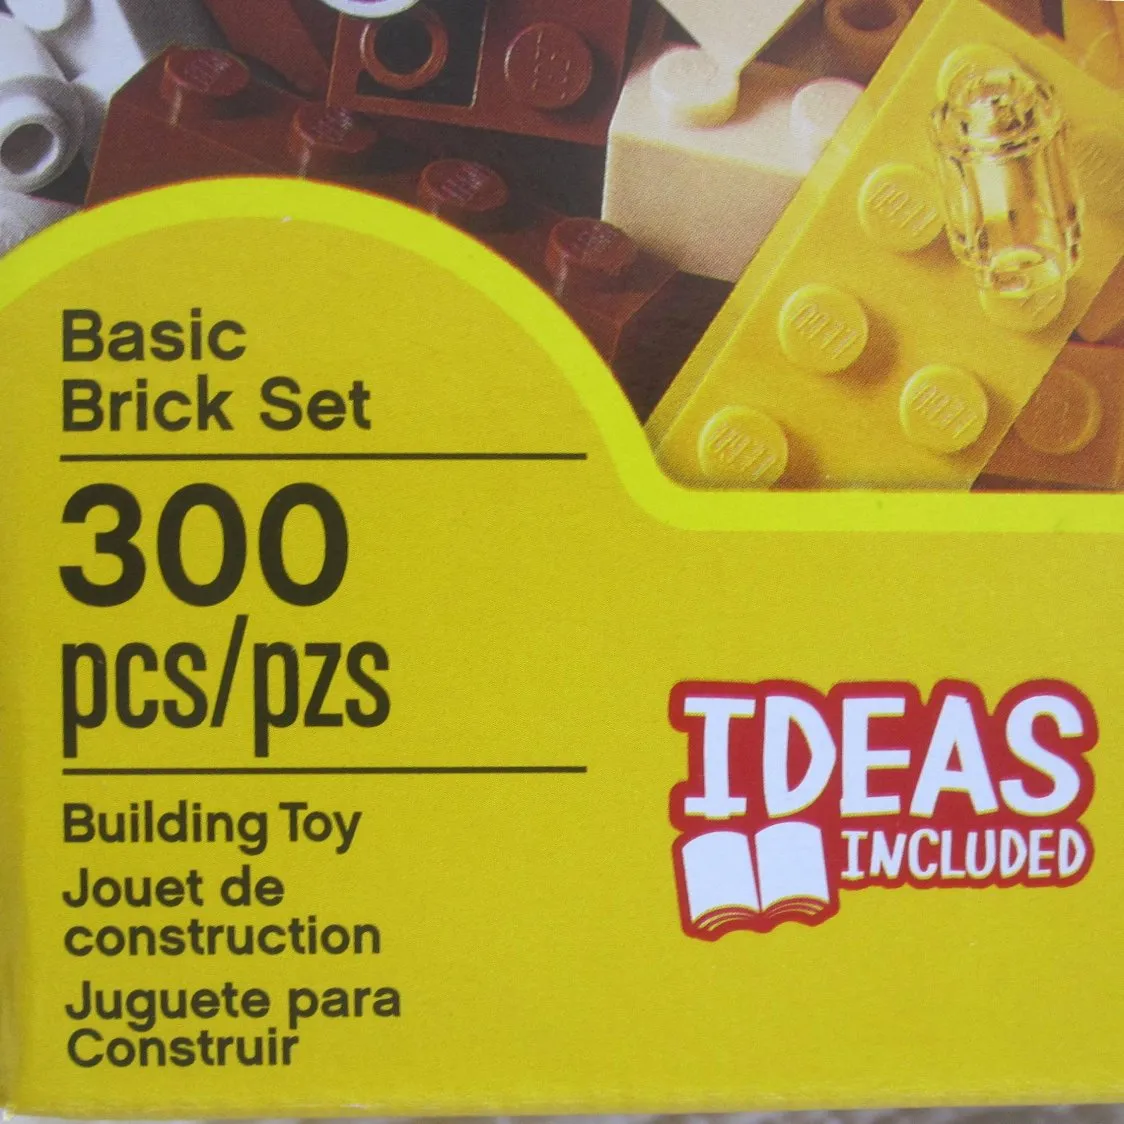 Basic
Brick Set
300
pcs/pzs
Building Toy
Jouet de
construction
Juguete para
Construir
IDEAS
INCLUDED